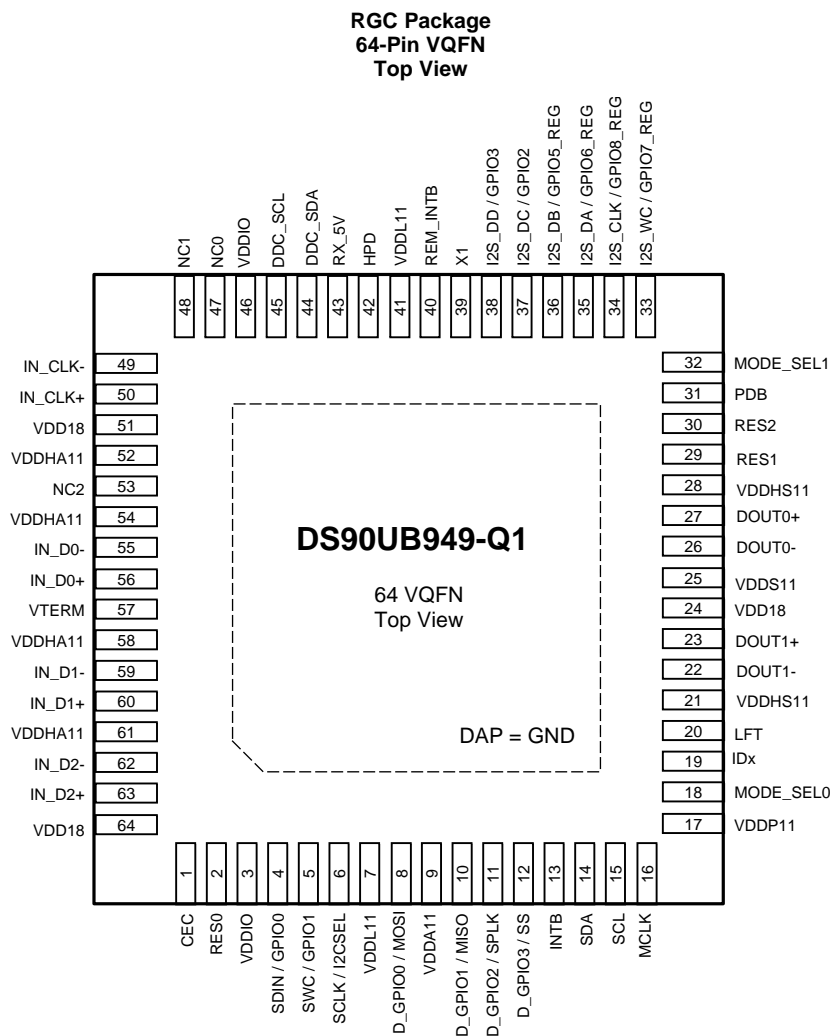 RGC Package
64-Pin VQFN
Top View
NC1
NC0
VDDIO
DDC_SCL
DDC_SDA
RX_5V
HPD
VDDL11
REM_INTB
X1
I2S_DD / GPIO3
I2S_DC / GPIO2
I2S_DB / GPIO5_REG
I2S_DA / GPIO6_REG
I2S_CLK / GPIO8_REG
I2S_WC / GPIO7_REG
48
47
46
45
44
43
42
41
40
39
38
37
36
35
34
33
IN_CLK- 49
IN_CLK+ 50
VDD18 51
VDDHA11 52
NC2 53
VDDHA11 54
IN_D0- 55
IN_D0+ 56
VTERM 57
VDDHA11 58
IN_D1- 59
IN_D1+ 60
VDDHA11 61
IN_D2- 62
IN_D2+ 63
VDD18 64
DS90UB949-Q1
64 VQFN
Top View
DAP = GND
32 MODE_SEL1
31 PDB
30 RES2
29 RES1
28 VDDHS11
27 DOUT0+
26 DOUT0-
25 VDDS11
24 VDD18
23 DOUT1+
22 DOUT1-
21 VDDHS11
20 LFT
19 IDx
18 MODE_SEL0
17 VDDP11
1
2
3
4
5
6
7
8
9
10
11
12
13
14
15
16
CEC
RES0
VDDIO
SDIN / GPIO0
SWC / GPIO1
SCLK / I2CSEL
VDDL11
D_GPIO0 / MOSI
VDDA11
D_GPIO1 / MISO
D_GPIO2 / SPLK
D_GPIO3 / SS
INTB
SDA
SCL
MCLK